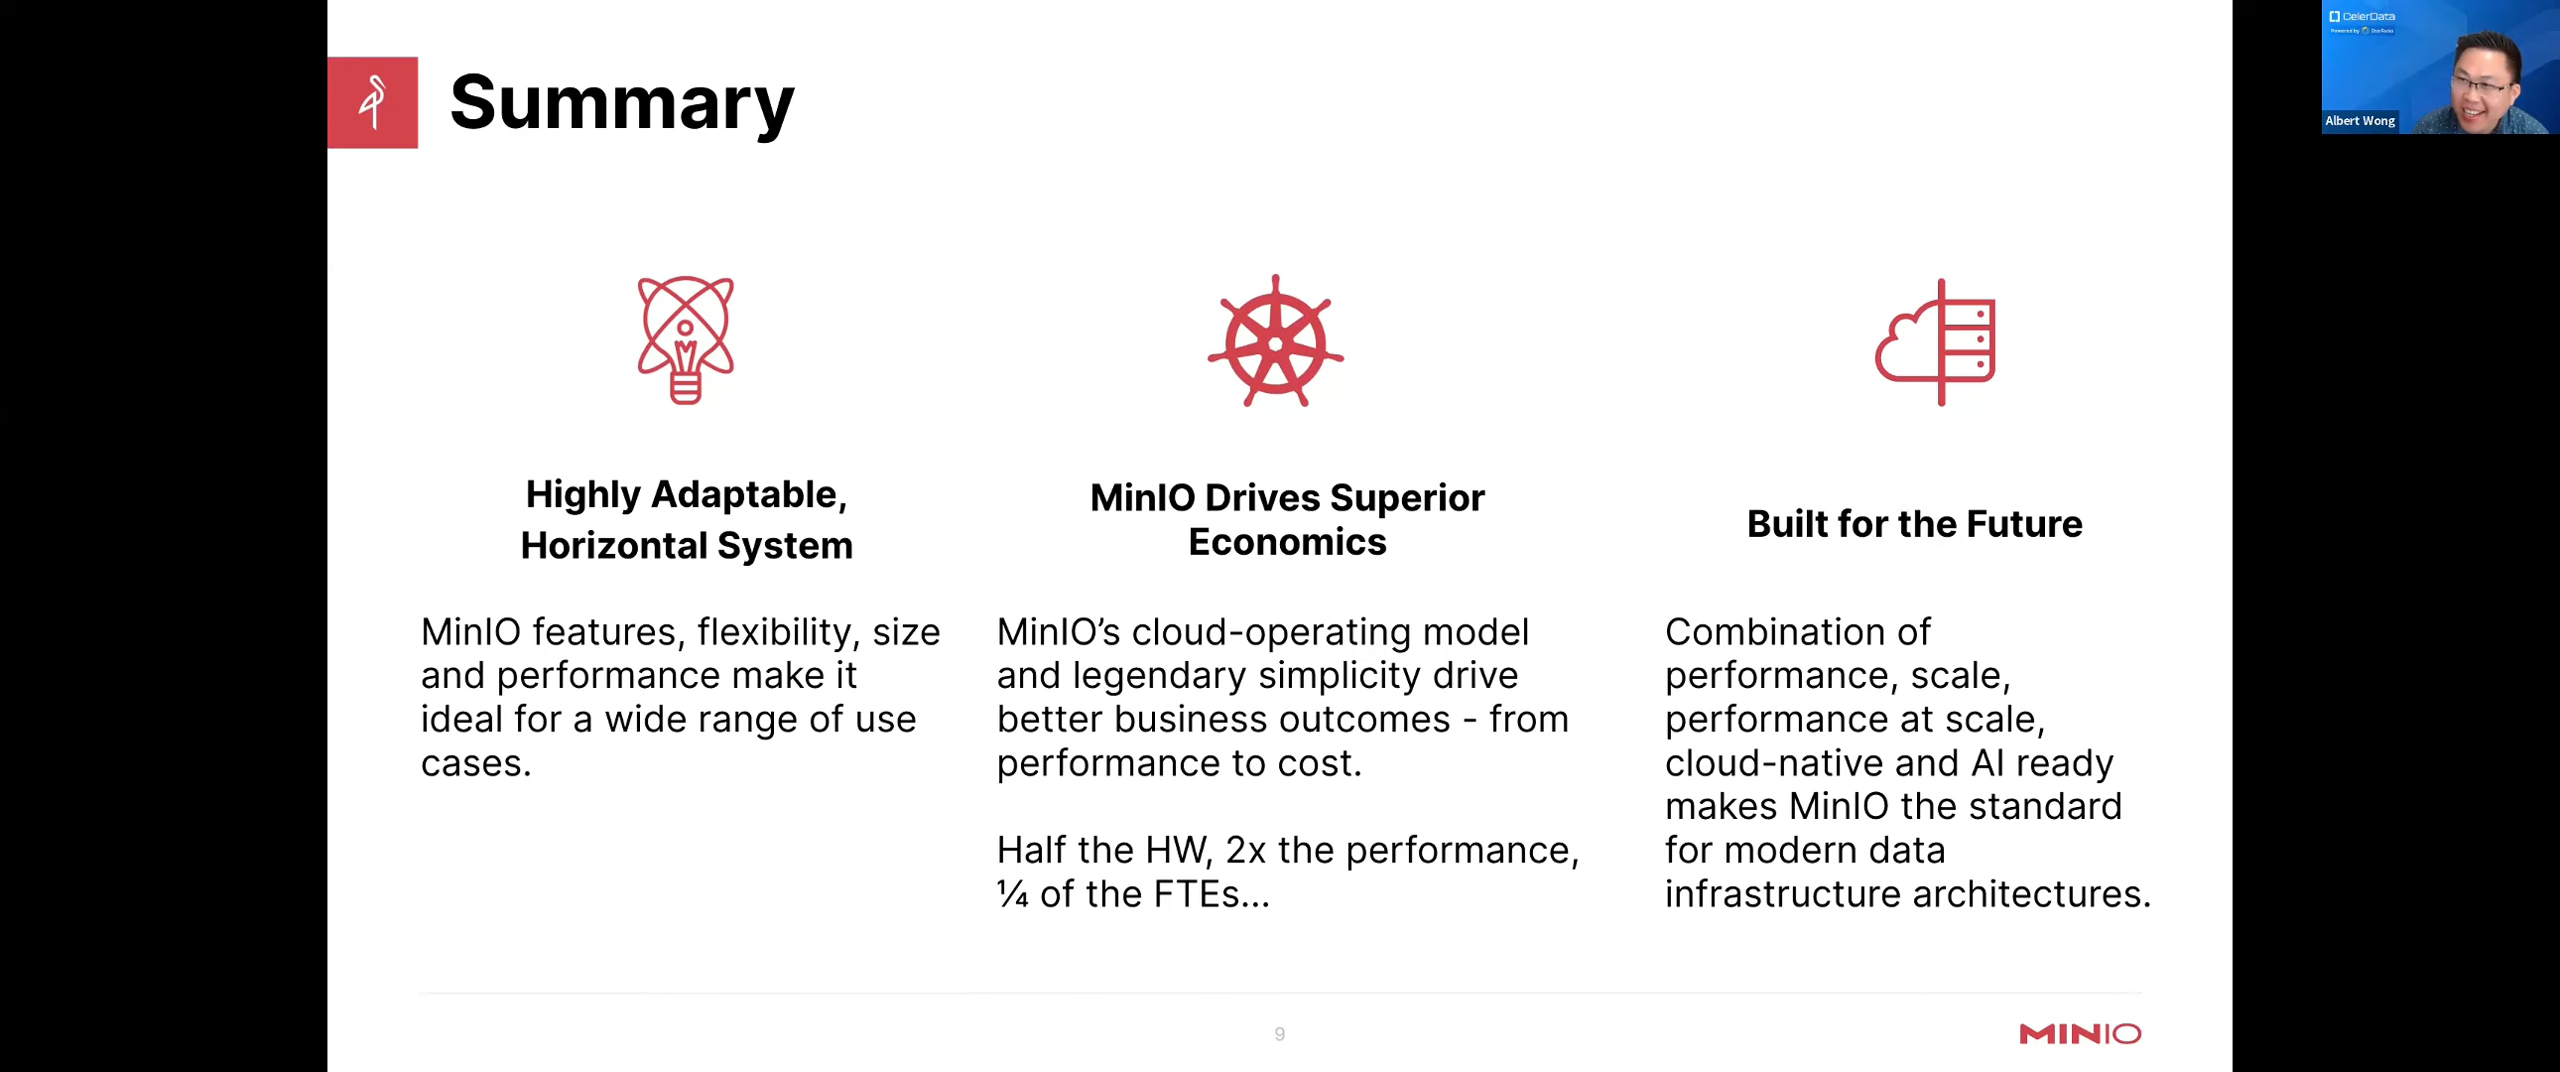 Summary
CelerData
Powered by StarRocks
Albert Wong
Highly Adaptable,
Horizontal System
MinIO features, flexibility, size
and performance make it
ideal for a wide range of use
cases.
MinIO Drives Superior
Economics
MinIO’s cloud-operating model
and legendary simplicity drive
better business outcomes - from
performance to cost.
Half the HW, 2x the performance,
¼ of the FTEs...
Built for the Future
Combination of
performance, scale,
performance at scale,
cloud-native and AI ready
makes MinIO the standard
for modern data
infrastructure architectures.
9
MINIO